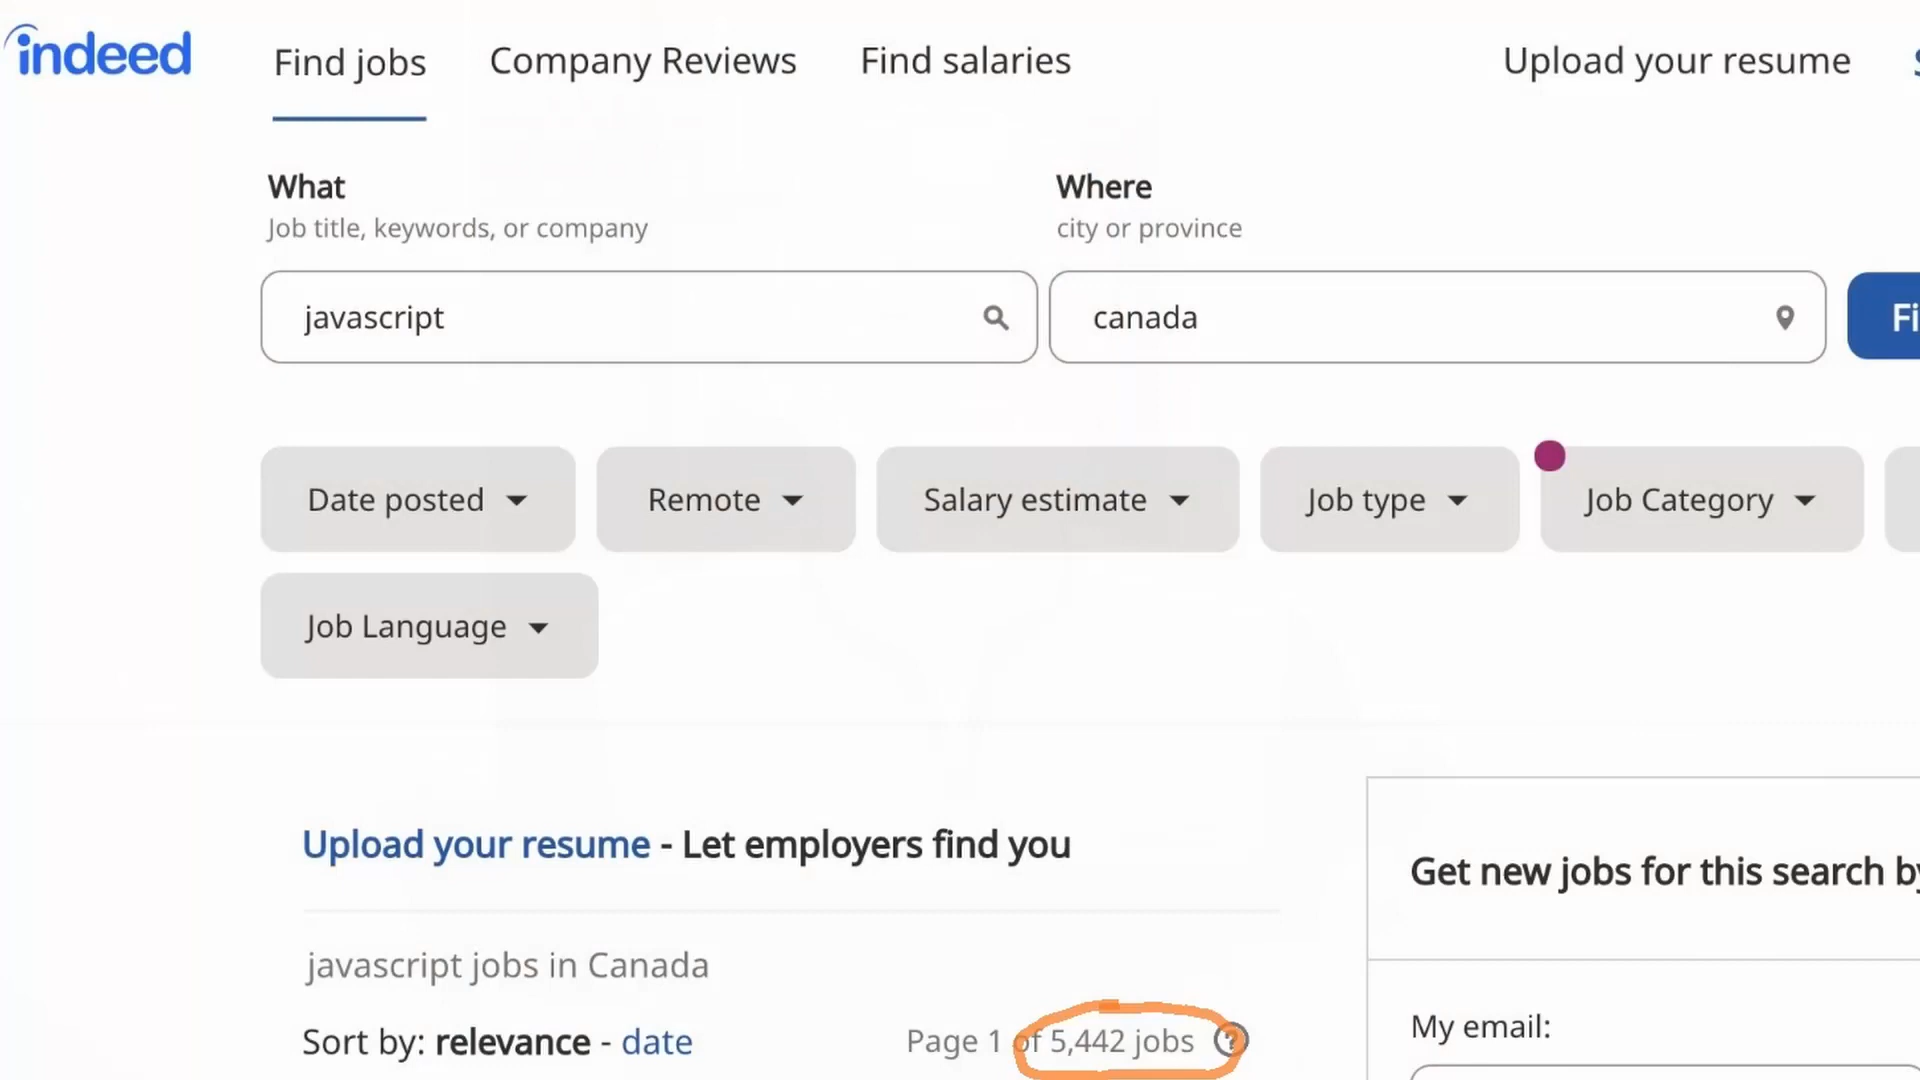 indeed
Find jobs
Company Reviews
Find salaries
Upload your resume
What
Job title, keywords, or company
Where
city or province
javascript
canada
Date posted
Remote
Salary estimate
Job type
Job Category
Job Language
Upload your resume - Let employers find you
Get new jobs for this search
javascript jobs in Canada
Sort by: relevance - date
Page 1 of 5,442 jobs
?
My email: